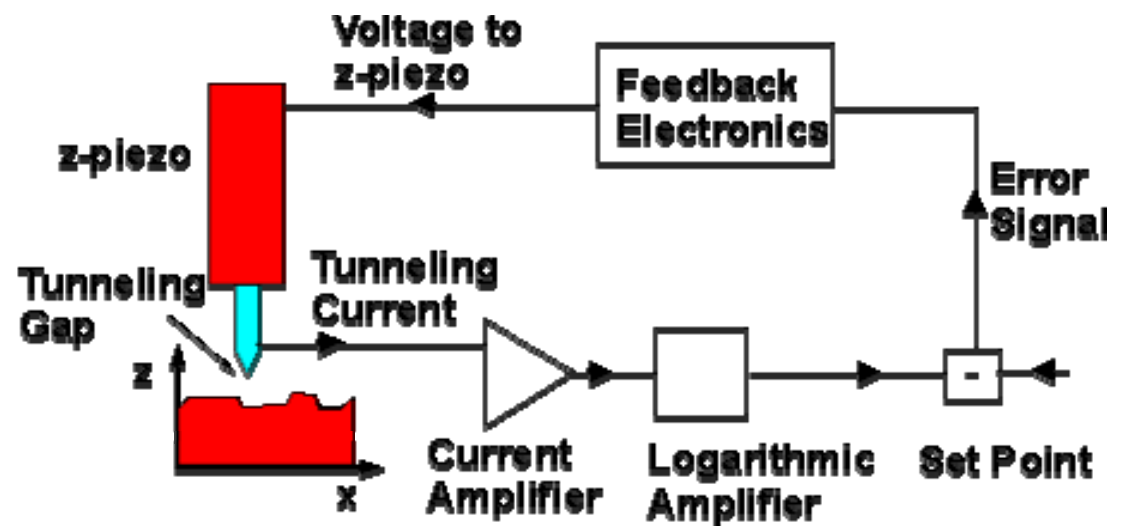 Voltage to
z-piezo
Feedback
Electronics
z-piezo
Error
Signal
Tunneling
Gap
Tunneling
Current
z
-
x
Current
Amplifier
Logarithmic
Amplifier
Set Point